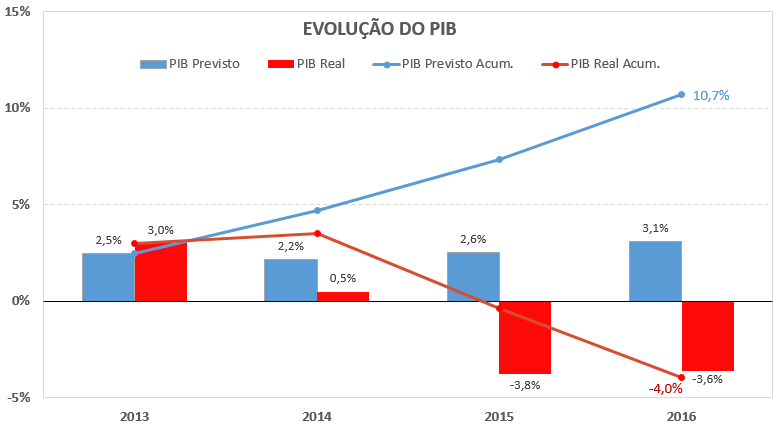 EVOLUÇÃO DO PIB
PIB Previsto PIB Real PIB Previsto Acum. PIB Real Acum.
15%
10%
5%
0%
-5%
10,7%
2,5% 3,0% 2,2% 0,5% 2,6% -3,8% 3,1% -3,6%
-4,0%
2013 2014 2015 2016